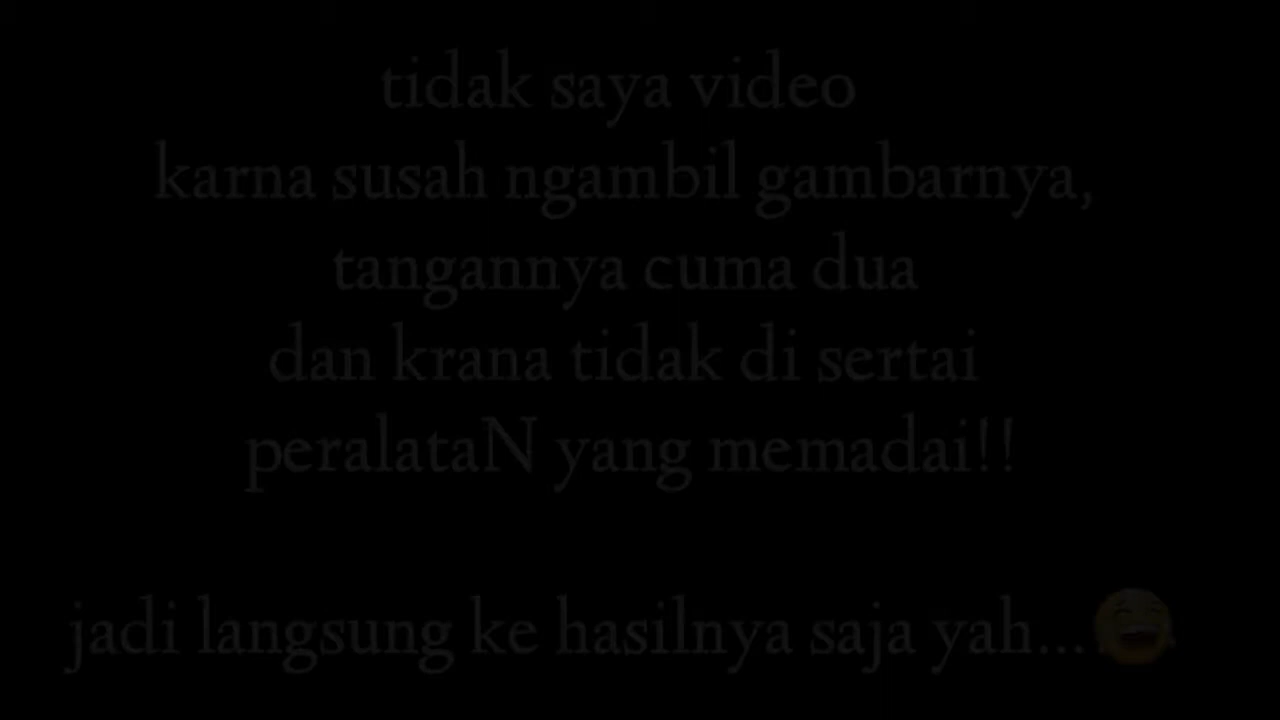 tidak saya video
karna susah ngambil gambarnya,
tangannya cuma dua
dan krana tidak di sertai
peralataN yang memadai!!
jadi langsung ke hasilnya saja yah...😂